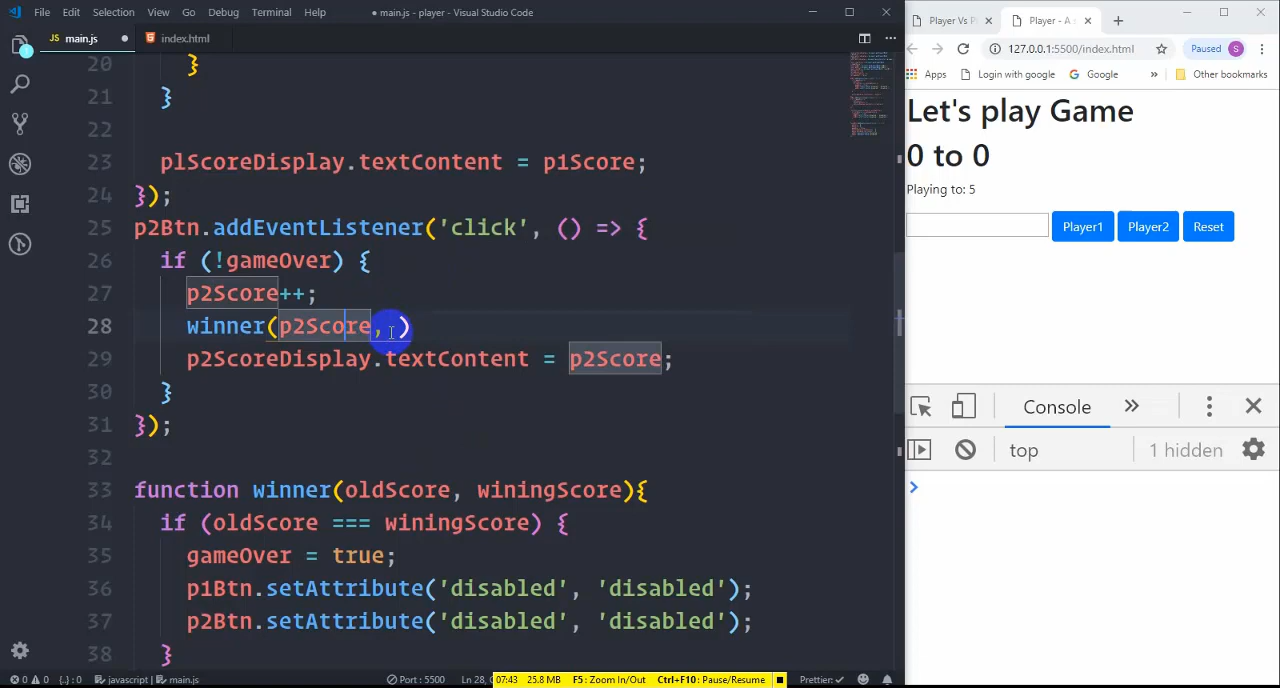 File Edit Selection View Go Debug Terminal Help
● main.js - player - Visual Studio Code
JS main.js ●
index.html
20 }
21 }
22
23 plScoreDisplay.textContent = p1Score;
24 });
25 p2Btn.addEventListener('click', () => {
26 if (!gameOver) {
27 p2Score++;
28 winner(p2Score, )
29 p2ScoreDisplay.textContent = p2Score;
30 }
31 });
32
33 function winner(oldScore, winingScore){
34 if (oldScore === winingScore) {
35 gameOver = true;
36 p1Btn.setAttribute('disabled', 'disabled');
37 p2Btn.setAttribute('disabled', 'disabled');
38 }
0 0 {..}: 0 javascript | main.js Port : 5500 Ln 28, 07:43 25.8 MB F5: Zoom In/Out Ctrl+F10: Pause/Resume Prettier: ✓
Player Vs P
Player - A s
127.0.0.1:5500/index.html
Paused S
Apps Login with google Google » Other bookmarks
Let's play Game
0 to 0
Playing to: 5
Player1 Player2 Reset
Console »
top 1 hidden
>